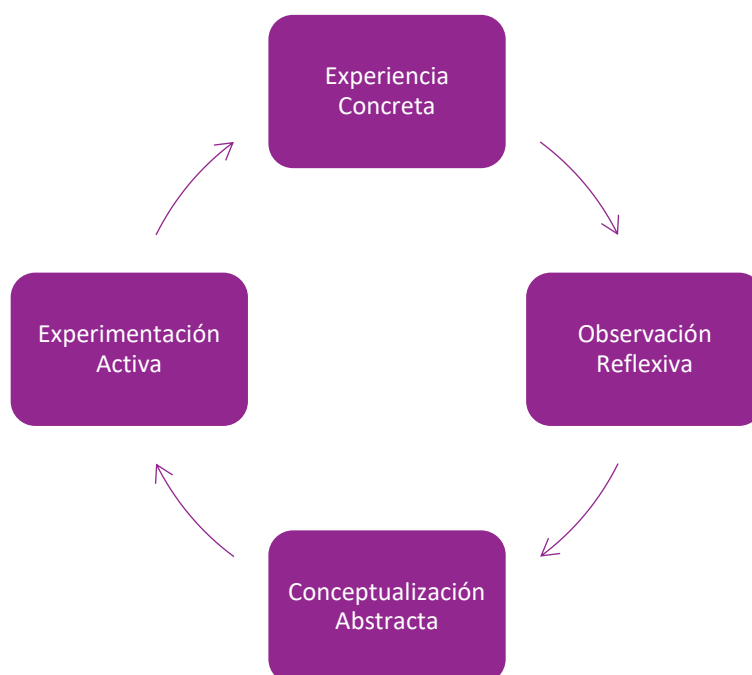 Experiencia
Concreta
Observación
Reflexiva
Conceptualización
Abstracta
Experimentación
Activa